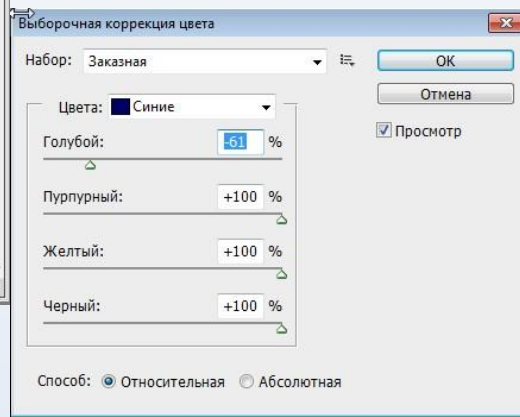 Выборочная коррекция цвета
Набор: Заказная
ОК
Отмена
Просмотр
Цвета: Синие
Голубой: -61 %
Пурпурный: +100 %
Желтый: +100 %
Черный: +100 %
Способ: Относительная Абсолютная